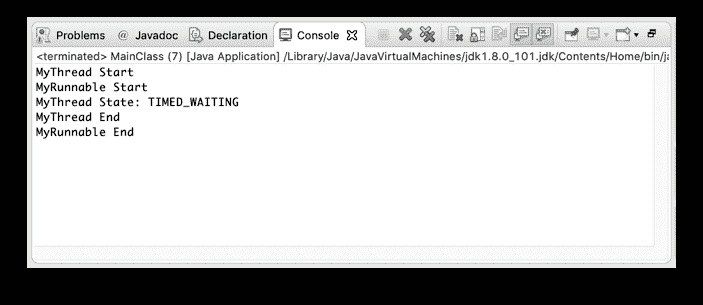 Problems @ Javadoc Declaration Console
<terminated> MainClass (7) [Java Application] /Library/Java/JavaVirtualMachines/jdk1.8.0_101.jdk/Contents/Home/bin/ja
MyThread Start
MyRunnable Start
MyThread State: TIMED_WAITING
MyThread End
MyRunnable End